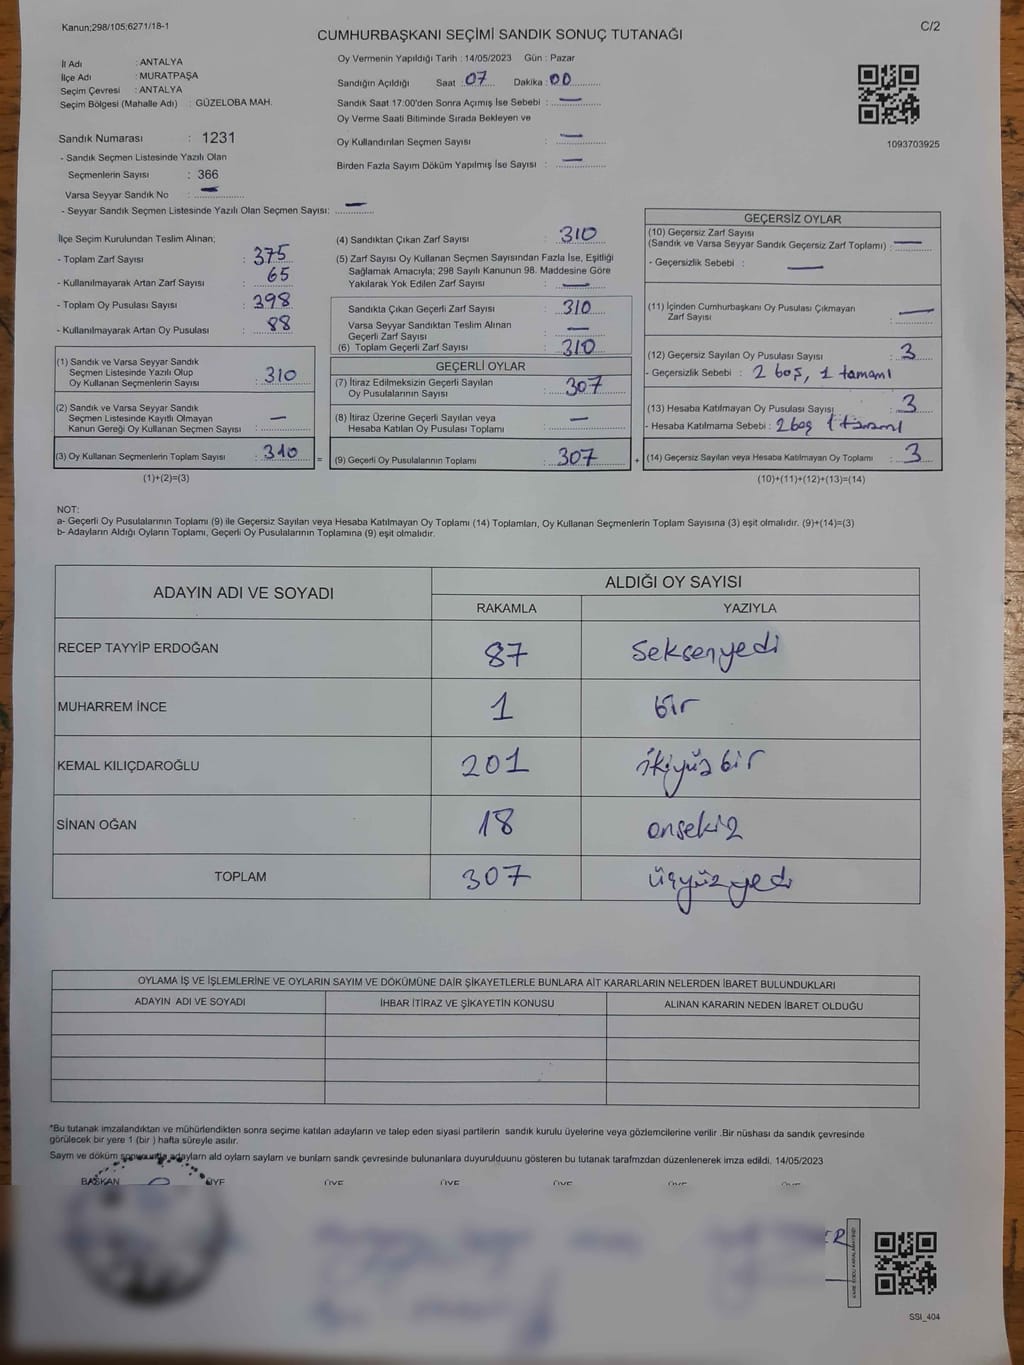 Kanun;298/105;6271/18-1
C/2
CUMHURBAŞKANI SEÇİMİ SANDIK SONUÇ TUTANAĞI
İl Adı : ANTALYA
İlçe Adı : MURATPAŞA
Seçim Çevresi : ANTALYA
Seçim Bölgesi (Mahalle Adı) : GÜZELOBA MAH.
Sandık Numarası : 1231
- Sandık Seçmen Listesinde Yazılı Olan
Seçmenlerin Sayısı : 366
Varsa Seyyar Sandık No : —
- Seyyar Sandık Seçmen Listesinde Yazılı Olan Seçmen Sayısı: —
Oy Vermenin Yapıldığı Tarih : 14/05/2023 Gün : Pazar
Sandığın Açıldığı Saat : 07 Dakika : 00
Sandık Saat 17:00'den Sonra Açımış İse Sebebi : —
Oy Verme Saati Bitiminde Sırada Bekleyen ve
Oy Kullandırılan Seçmen Sayısı : —
Birden Fazla Sayım Döküm Yapılmış İse Sayısı : —
1093703925
İlçe Seçim Kurulundan Teslim Alınan;
- Toplam Zarf Sayısı : 375
- Kullanılmayarak Artan Zarf Sayısı : 65
- Toplam Oy Pusulası Sayısı : 398
- Kullanılmayarak Artan Oy Pusulası : 88
(1) Sandık ve Varsa Seyyar Sandık
Seçmen Listesinde Yazılı Olup
Oy Kullanan Seçmenlerin Sayısı : 310
(2) Sandık ve Varsa Seyyar Sandık
Seçmen Listesinde Kayıtlı Olmayan
Kanun Gereği Oy Kullanan Seçmen Sayısı : —
(3) Oy Kullanan Seçmenlerin Toplam Sayısı : 310
(1)+(2)=(3)
(4) Sandıktan Çıkan Zarf Sayısı : 310
(5) Zarf Sayısı Oy Kullanan Seçmen Sayısından Fazla İse, Eşitliği
Sağlamak Amacıyla; 298 Sayılı Kanunun 98. Maddesine Göre
Yakılarak Yok Edilen Zarf Sayısı : —
Sandıkta Çıkan Geçerli Zarf Sayısı : 310
Varsa Seyyar Sandıktan Teslim Alınan
Geçerli Zarf Sayısı : —
(6) Toplam Geçerli Zarf Sayısı : 310
GEÇERLİ OYLAR
(7) İtiraz Edilmeksizin Geçerli Sayılan
Oy Pusulalarının Sayısı : 307
(8) İtiraz Üzerine Geçerli Sayılan veya
Hesaba Katılan Oy Pusulası Toplamı : —
= (9) Geçerli Oy Pusulalarının Toplamı : 307
GEÇERSİZ OYLAR
(10) Geçersiz Zarf Sayısı
(Sandık ve Varsa Seyyar Sandık Geçersiz Zarf Toplamı) : —
- Geçersizlik Sebebi : —
(11) İçinden Cumhurbaşkanı Oy Pusulası Çıkmayan
Zarf Sayısı : —
(12) Geçersiz Sayılan Oy Pusulası Sayısı : 3
- Geçersizlik Sebebi : 2 boş, 1 tamamı
(13) Hesaba Katılmayan Oy Pusulası Sayısı : 3
- Hesaba Katılmama Sebebi : 2 boş 1 tamamı
+ (14) Geçersiz Sayılan veya Hesaba Katılmayan Oy Toplamı : 3
(10)+(11)+(12)+(13)=(14)
NOT:
a- Geçerli Oy Pusulalarının Toplamı (9) ile Geçersiz Sayılan veya Hesaba Katılmayan Oy Toplamı (14) Toplamları, Oy Kullanan Seçmenlerin Toplam Sayısına (3) eşit olmalıdır. (9)+(14)=(3)
b- Adayların Aldığı Oyların Toplamı, Geçerli Oy Pusulalarının Toplamına (9) eşit olmalıdır.
ADAYIN ADI VE SOYADI ALDIĞI OY SAYISI
RAKAMLA YAZIYLA
RECEP TAYYİP ERDOĞAN 87 seksenyedi
MUHARREM İNCE 1 bir
KEMAL KILIÇDAROĞLU 201 ikiyüz bir
SİNAN OĞAN 18 onsekiz
TOPLAM 307 üçyüz yedi
OYLAMA İŞ VE İŞLEMLERİNE VE OYLARIN SAYIM VE DÖKÜMÜNE DAİR ŞİKAYETLERLE BUNLARA AİT KARARLARIN NELERDEN İBARET BULUNDUKLARI
ADAYIN ADI VE SOYADI İHBAR İTİRAZ VE ŞİKAYETİN KONUSU ALINAN KARARIN NEDEN İBARET OLDUĞU
*Bu tutanak imzalandıktan ve mühürlendikten sonra seçime katılan adayların ve talep eden siyasi partilerin sandık kurulu üyelerine veya gözlemcilerine verilir .Bir nüshası da sandık çevresinde
görülecek bir yere 1 (bir ) hafta süreyle asılır.
Sayım ve döküm sonucunda adayların ald oyların sayları ve bunların sandk çevresinde bulunanlara duyurulduunu gösteren bu tutanak tarafmzdan düzenlenerek imza edildi. 14/05/2023
BAŞKAN ÜYE ÜYE ÜYE ÜYE
SSI_404